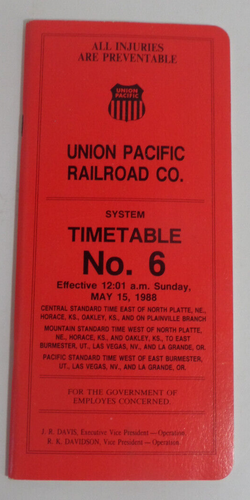 ALL INJURIES
ARE PREVENTABLE
UNION
PACIFIC
UNION PACIFIC
RAILROAD CO.
SYSTEM
TIMETABLE
No. 6
Effective 12:01 a.m. Sunday,
MAY 15, 1988
CENTRAL STANDARD TIME EAST OF NORTH PLATTE, NE.,
HORACE, KS, OAKLEY, KS., AND ON PLAINVILLE BRANCH
MOUNTAIN STANDARD TIME WEST OF NORTH PLATTE,
NE., HORACE, KS., AND OAKLEY, KS., TO EAST
BURMESTER, UT., LAS VEGAS, NV., AND LA GRANDE, OR.
PACIFIC STANDARD TIME WEST OF EAST BURMESTER,
UT., LAS VEGAS, NV., AND LA GRANDE, OR.
FOR THE GOVERNMENT OF
EMPLOYES CONCERNED.
J. R. DAVIS, Executive Vice President — Operation
R. R. DAVIDSON, Vice President — Operation